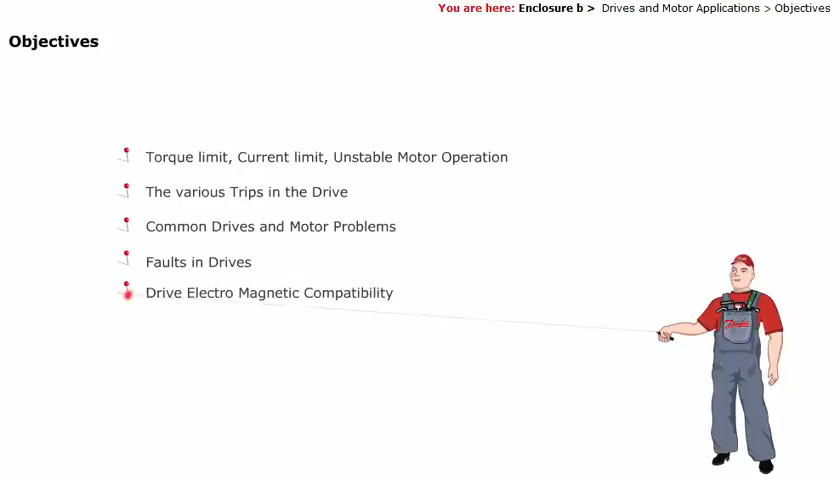 You are here: Enclosure b > Drives and Motor Applications > Objectives
Objectives
Torque limit, Current limit, Unstable Motor Operation
The various Trips in the Drive
Common Drives and Motor Problems
Faults in Drives
Drive Electro Magnetic Compatibility
Danfoss